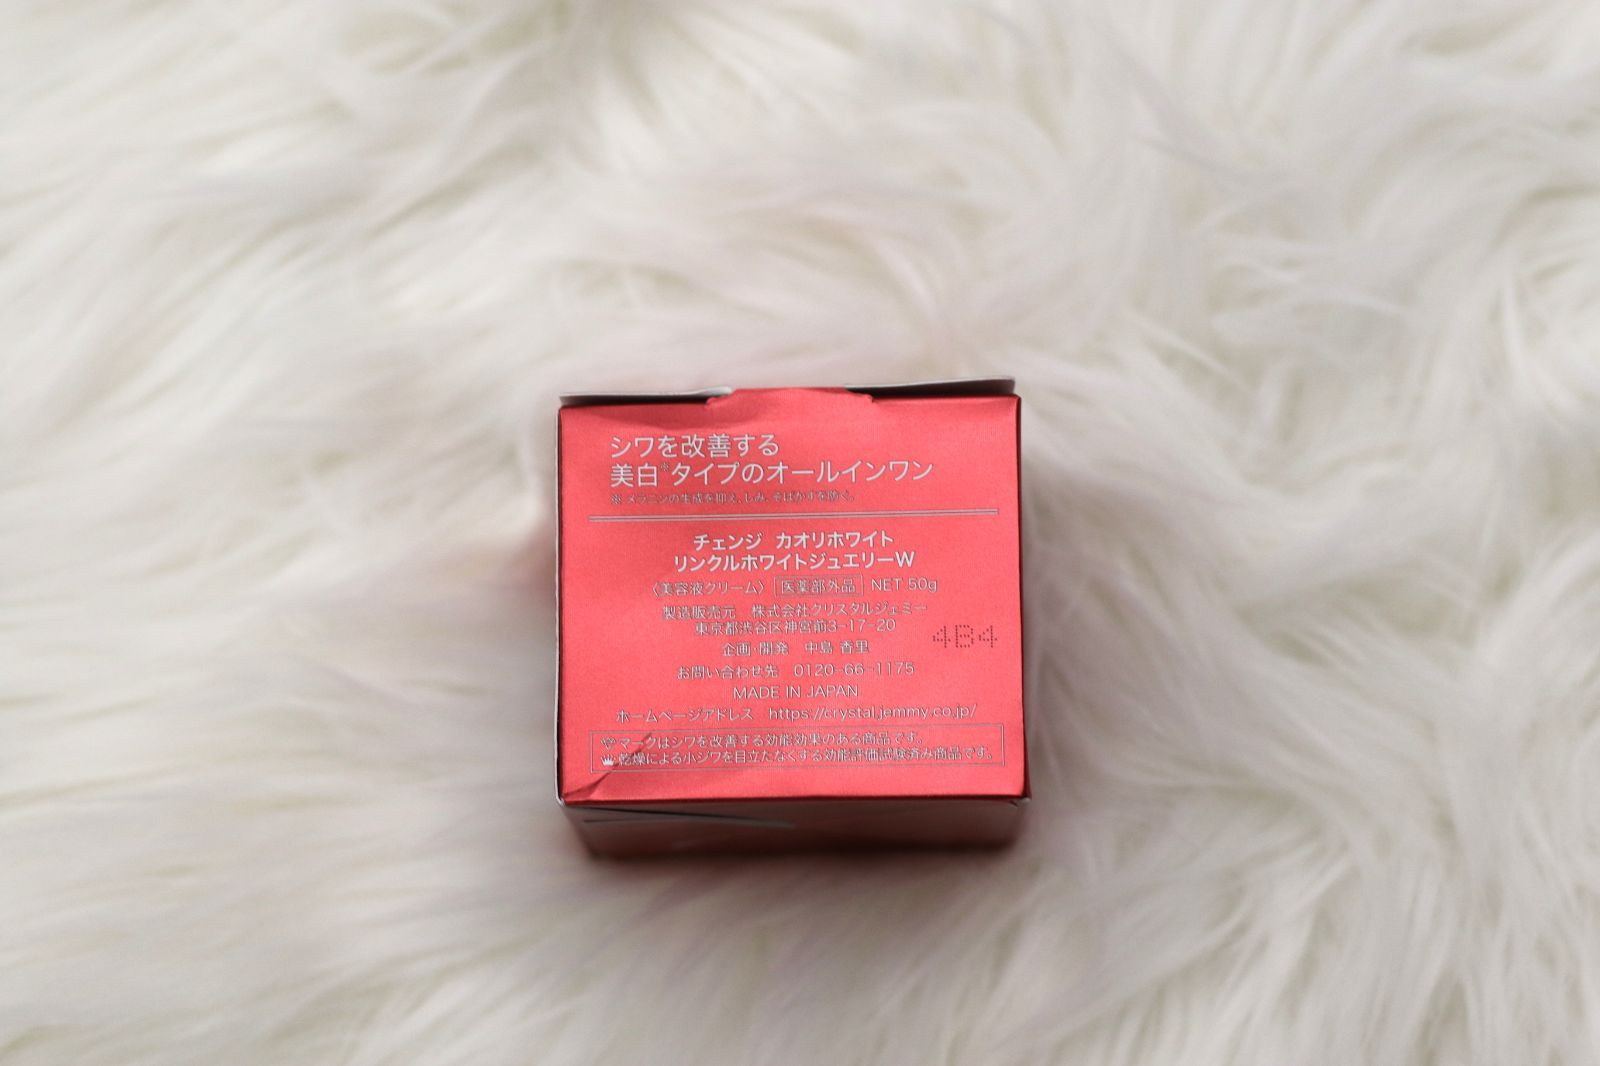 シワを改善する
美白※タイプのオールインワン
※ メラニンの生成を抑え、しみ、そばかすを防ぐ。
チェンジ カオリホワイト
リンクルホワイトジュエリーW
〈美容液クリーム〉 医薬部外品 NET 50g
製造販売元 株式会社クリスタルジェミー
東京都渋谷区神宮前3-17-20
4B4
企画・開発 中島 香里
お問い合わせ先 0120-66-1175
MADE IN JAPAN
ホームページアドレス https://crystal.jemmy.co.jp/
マークはシワを改善する効能効果のある商品です。
乾燥による小ジワを目立たなくする効能評価試験済み商品です。